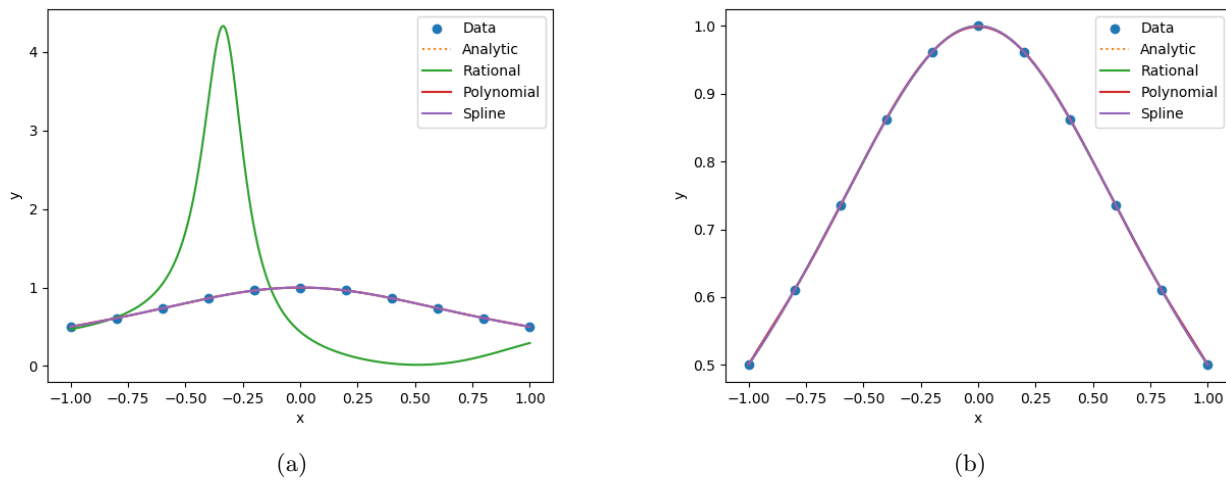 4
3
2
1
0
y
−1.00 −0.75 −0.50 −0.25 0.00 0.25 0.50 0.75 1.00
x
Data
Analytic
Rational
Polynomial
Spline
(a)
1.0
0.9
0.8
0.7
0.6
0.5
y
−1.00 −0.75 −0.50 −0.25 0.00 0.25 0.50 0.75 1.00
x
Data
Analytic
Rational
Polynomial
Spline
(b)